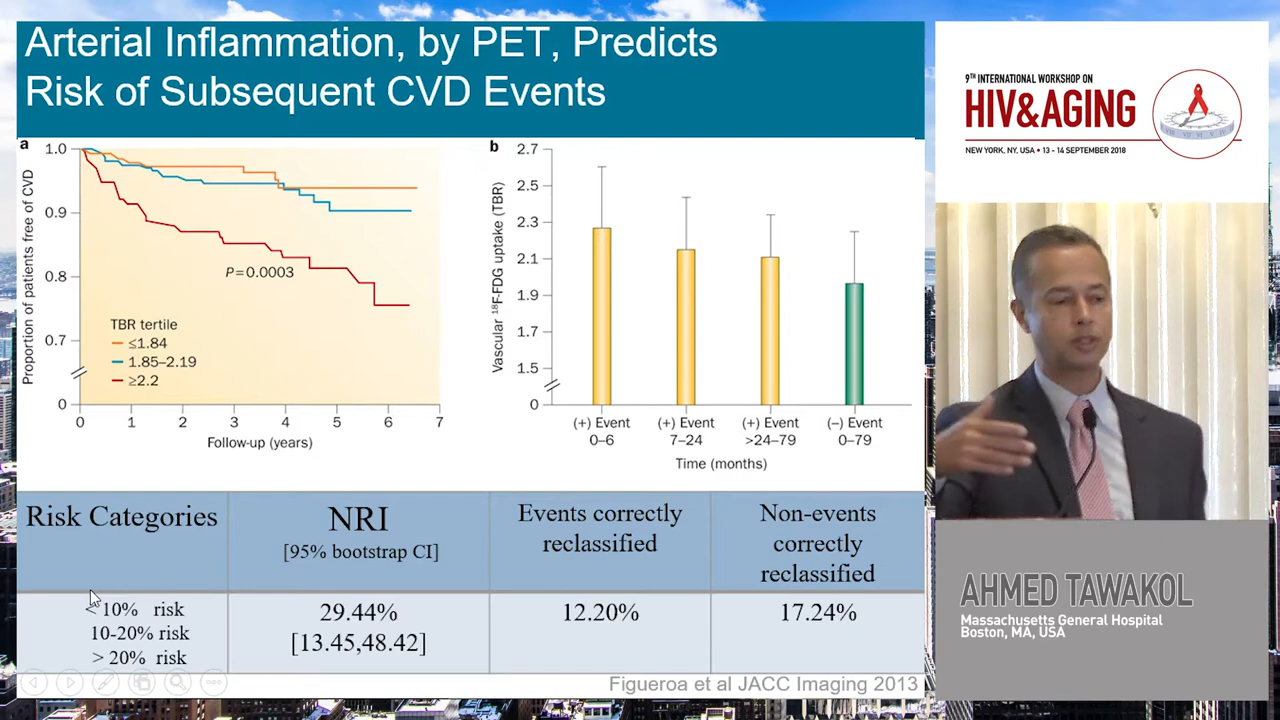 Arterial Inflammation, by PET, Predicts
Risk of Subsequent CVD Events
a
Proportion of patients free of CVD
1.0
0.9
0.8
0.7
0
P=0.0003
TBR tertile
≤1.84
1.85–2.19
≥2.2
0 1 2 3 4 5 6 7
Follow-up (years)
b
Vascular ¹⁸F-FDG uptake (TBR)
2.7
2.5
2.3
2.1
1.9
1.7
1.5
0
(+) Event (+) Event (+) Event (–) Event
0–6 7–24 >24–79 0–79
Time (months)
Risk Categories
NRI
[95% bootstrap CI]
Events correctly
reclassified
Non-events
correctly
reclassified
< 10% risk
10-20% risk
> 20% risk
29.44%
[13.45,48.42]
12.20%
17.24%
Figueroa et al JACC Imaging 2013
9TH INTERNATIONAL WORKSHOP ON
HIV&AGING
NEW YORK, NY, USA • 13 - 14 SEPTEMBER 2018
AHMED TAWAKOL
Massachusetts General Hospital
Boston, MA, USA